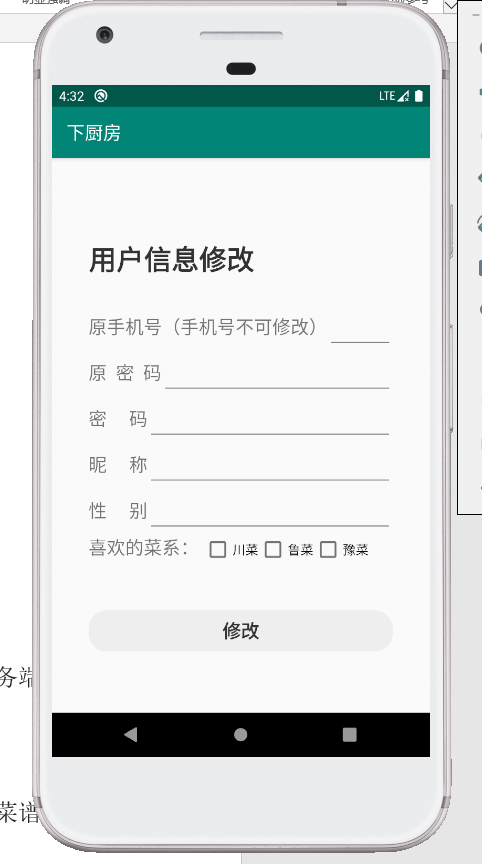 4:32 LTE
下厨房
用户信息修改
原手机号（手机号不可修改）
原 密 码
密 码
昵 称
性 别
喜欢的菜系： 川菜 鲁菜 豫菜
修改
务端
菜谱